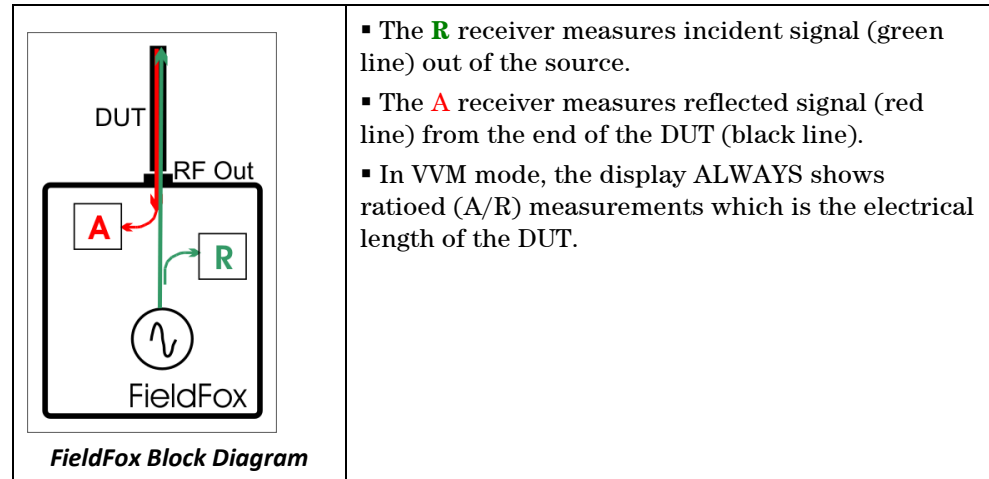 DUT
RF Out
A
R
FieldFox
FieldFox Block Diagram
▪ The R receiver measures incident signal (green
line) out of the source.
▪ The A receiver measures reflected signal (red
line) from the end of the DUT (black line).
▪ In VVM mode, the display ALWAYS shows
ratioed (A/R) measurements which is the electrical
length of the DUT.